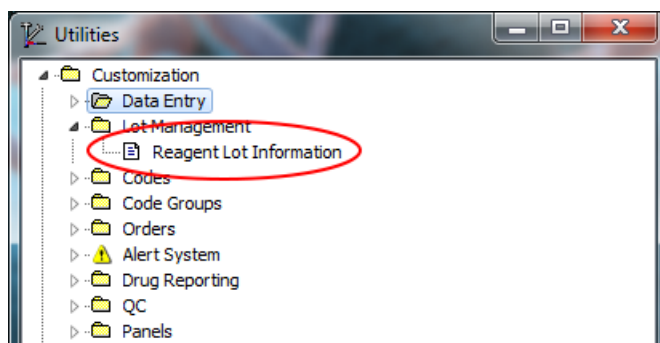 Utilities
Customization
Data Entry
Lot Management
Reagent Lot Information
Codes
Code Groups
Orders
Alert System
Drug Reporting
QC
Panels